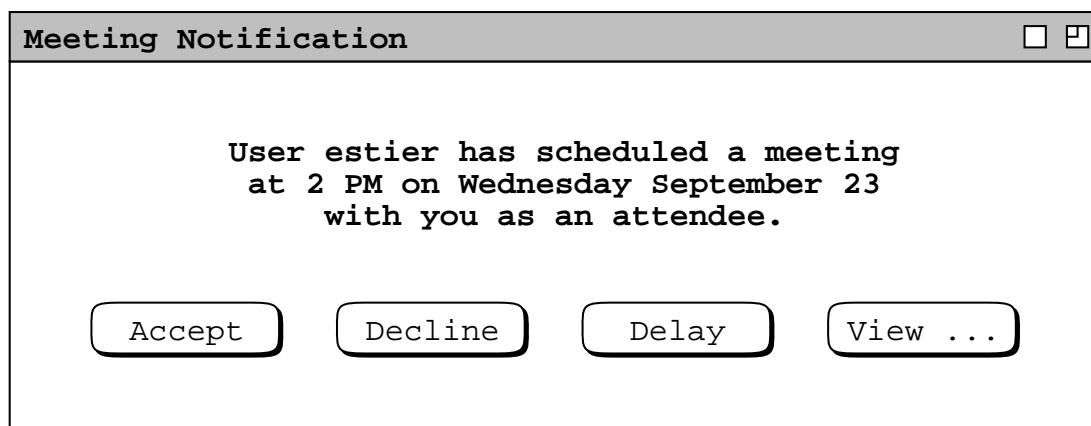 Meeting Notification
User estier has scheduled a meeting
at 2 PM on Wednesday September 23
with you as an attendee.
Accept Decline Delay View ...